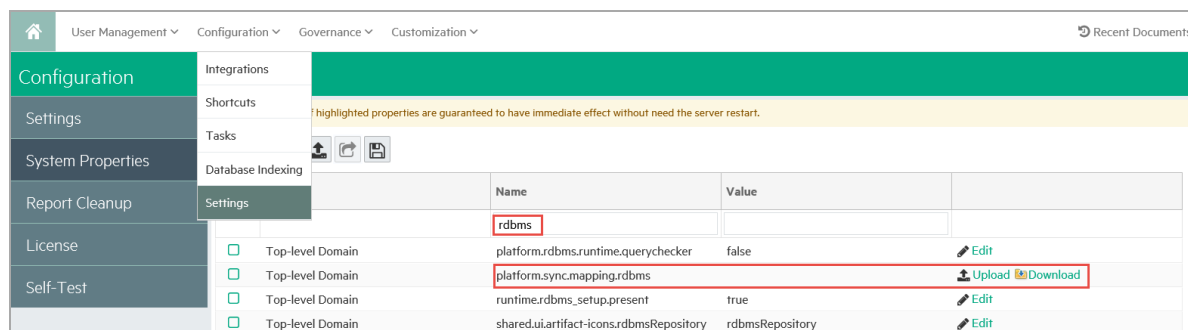 User Management Configuration Governance Customization Recent Documents
Configuration
Settings
System Properties
Report Cleanup
License
Self-Test
Integrations
Shortcuts
Tasks
Database Indexing
Settings
highlighted properties are guaranteed to have immediate effect without need the server restart.
Name Value
rdbms
Top-level Domain platform.rdbms.runtime.querychecker false Edit
Top-level Domain platform.sync.mapping.rdbms Upload Download
Top-level Domain runtime.rdbms_setup.present true Edit
Top-level Domain shared.ui.artifact-icons.rdbmsRepository rdbmsRepository Edit